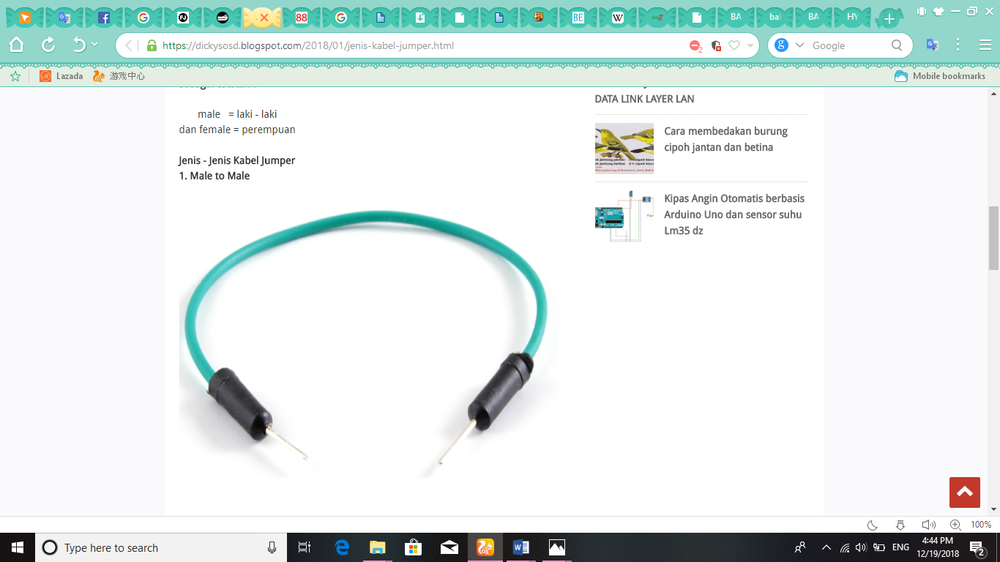 88
BE
W
ANZ
BA
bal
BA
HY
https://dickysosd.blogspot.com/2018/01/jenis-kabel-jumper.html
2
Google
Lazada
游戏中心
Mobile bookmarks
male = laki - laki
dan female = perempuan
Jenis - Jenis Kabel Jumper
1. Male to Male
DATA LINK LAYER LAN
Cara membedakan burung
cipoh jantan dan betina
Kipas Angin Otomatis berbasis
Arduino Uno dan sensor suhu
Lm35 dz
100%
Type here to search
ENG
4:44 PM
12/19/2018
2